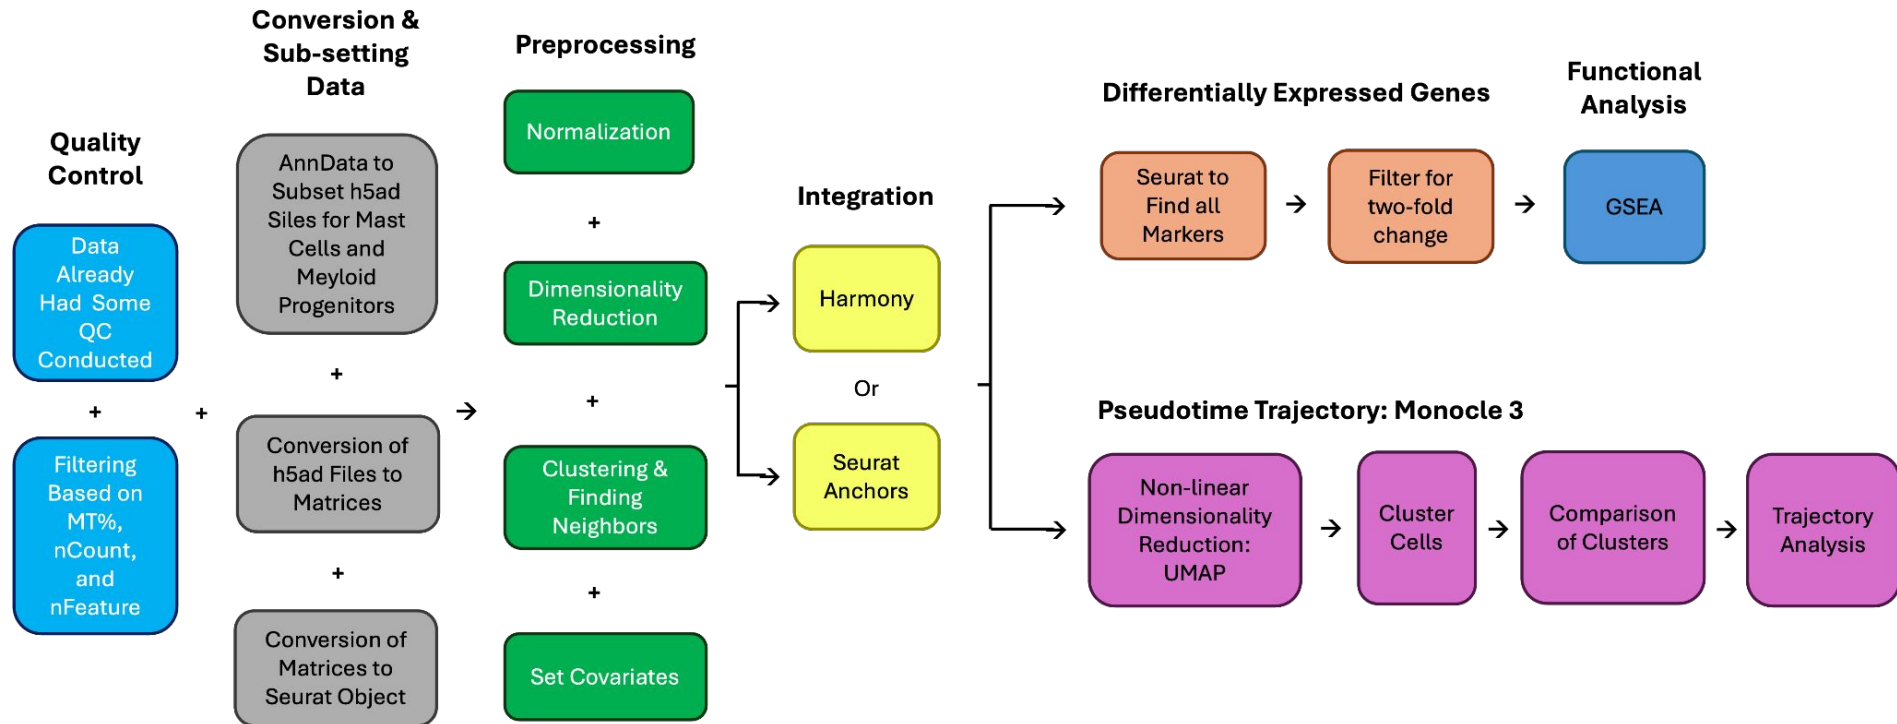 Quality
Control
Data
Already
Had Some
QC
Conducted
+
Filtering
Based on
MT%,
nCount,
and
nFeature
+
Conversion &
Sub-setting
Data
AnnData to
Subset h5ad
Siles for Mast
Cells and
Meyloid
Progenitors
+
Conversion of
h5ad Files to
Matrices
+
Conversion of
Matrices to
Seurat Object
→
Preprocessing
Normalization
+
Dimensionality
Reduction
+
Clustering &
Finding
Neighbors
+
Set Covariates
Integration
Harmony
Or
Seurat
Anchors
Differentially Expressed Genes
Seurat to
Find all
Markers
→
Filter for
two-fold
change
→
Functional
Analysis
GSEA
Pseudotime Trajectory: Monocle 3
Non-linear
Dimensionality
Reduction:
UMAP
→
Cluster
Cells
→
Comparison
of Clusters
→
Trajectory
Analysis